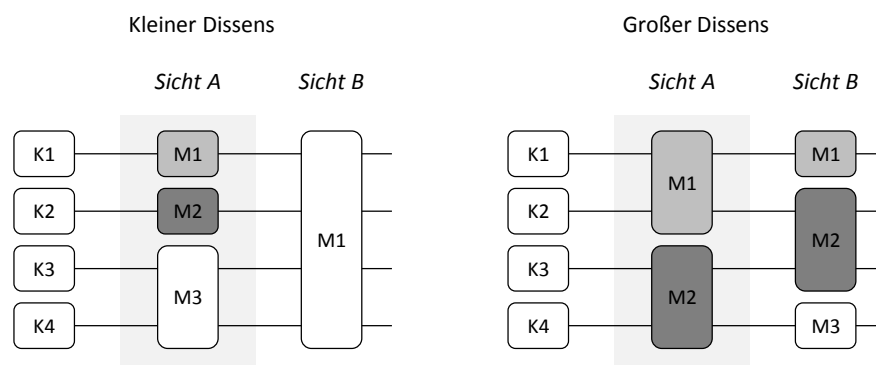 Kleiner Dissens
Sicht A Sicht B
K1 M1
K2 M2
M1
K3
M3
K4
Großer Dissens
Sicht A Sicht B
K1 M1
M1
K2
M2
K3
M2
K4 M3